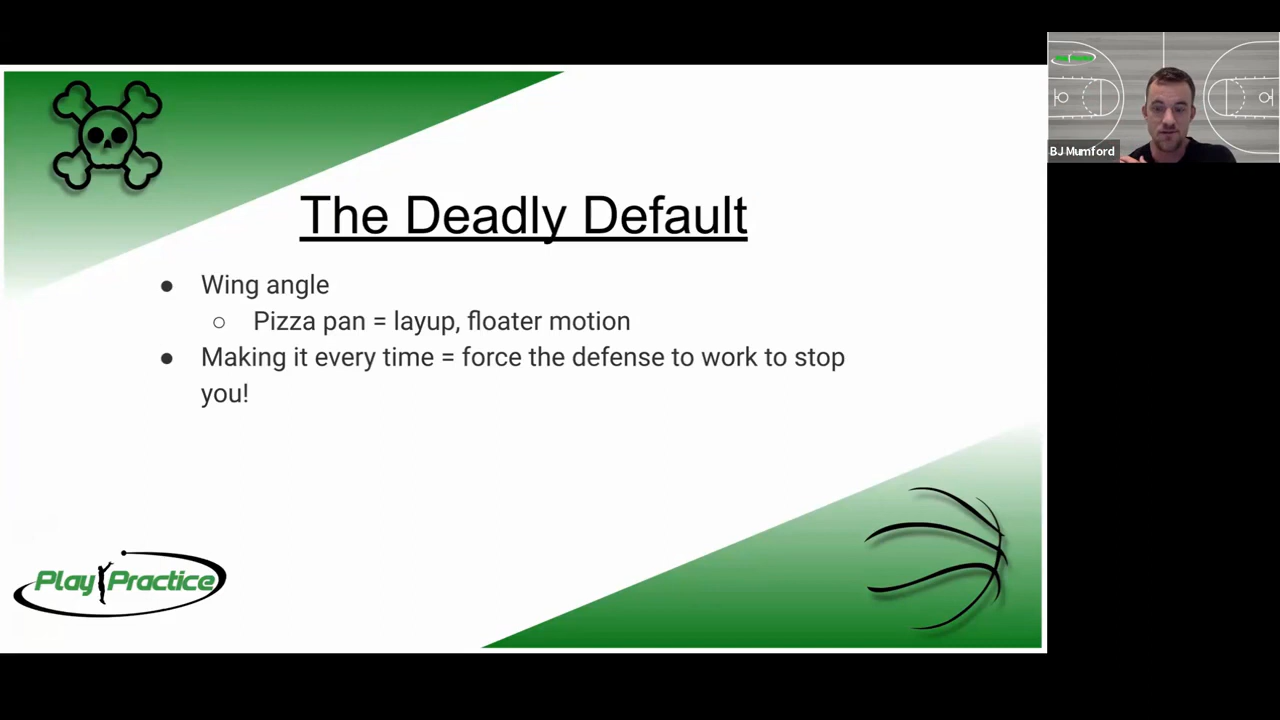 The Deadly Default
● Wing angle
○ Pizza pan = layup, floater motion
● Making it every time = force the defense to work to stop
you!
Play Practice
BJ Mumford